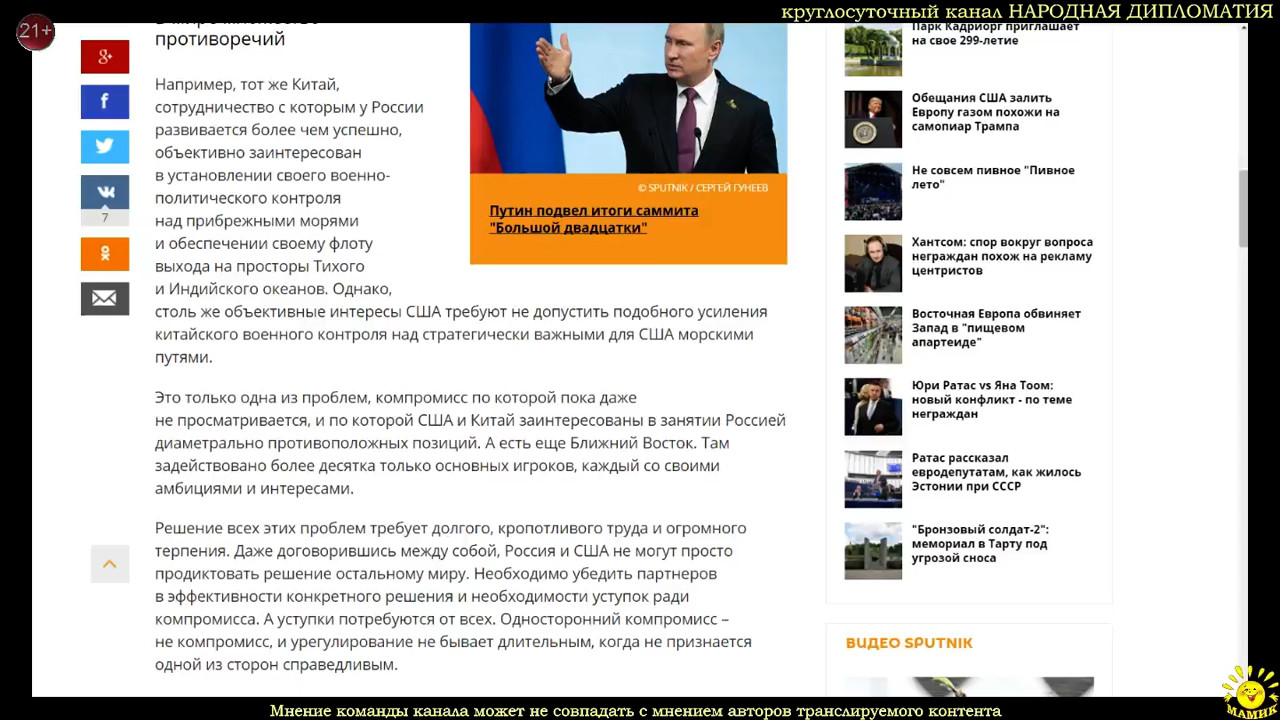 круглосуточный канал НАРОДНАЯ ДИПЛОМАТИЯ
21+
противоречий
Например, тот же Китай,
сотрудничество с которым у России
развивается более чем успешно,
объективно заинтересован
в установлении своего военно-
политического контроля
над прибрежными морями
и обеспечении своему флоту
выхода на просторы Тихого
и Индийского океанов. Однако,
столь же объективные интересы США требуют не допустить подобного усиления
китайского военного контроля над стратегически важными для США морскими
путями.
Это только одна из проблем, компромисс по которой пока даже
не просматривается, и по которой США и Китай заинтересованы в занятии Россией
диаметрально противоположных позиций. А есть еще Ближний Восток. Там
задействовано более десятка только основных игроков, каждый со своими
амбициями и интересами.
Решение всех этих проблем требует долгого, кропотливого труда и огромного
терпения. Даже договорившись между собой, Россия и США не могут просто
продиктовать решение остальному миру. Необходимо убедить партнеров
в эффективности конкретного решения и необходимости уступок ради
компромисса. А уступки потребуются от всех. Односторонний компромисс –
не компромисс, и урегулирование не бывает длительным, когда не признается
одной из сторон справедливым.
7
© SPUTNIK / СЕРГЕЙ ГУНЕЕВ
Путин подвел итоги саммита
"Большой двадцатки"
Парк Кадриорг приглашает
на свое 299-летие
Обещания США залить
Европу газом похожи на
самопиар Трампа
Не совсем пивное "Пивное
лето"
Хантсом: спор вокруг вопроса
неграждан похож на рекламу
центристов
Восточная Европа обвиняет
Запад в "пищевом
апартеиде"
Юри Ратас vs Яна Тоом:
новый конфликт - по теме
неграждан
Ратас рассказал
евродепутатам, как жилось
Эстонии при СССР
"Бронзовый солдат-2":
мемориал в Тарту под
угрозой сноса
ВИДЕО SPUTNIK
МАМИК
Мнение команды канала может не совпадать с мнением авторов транслируемого контента